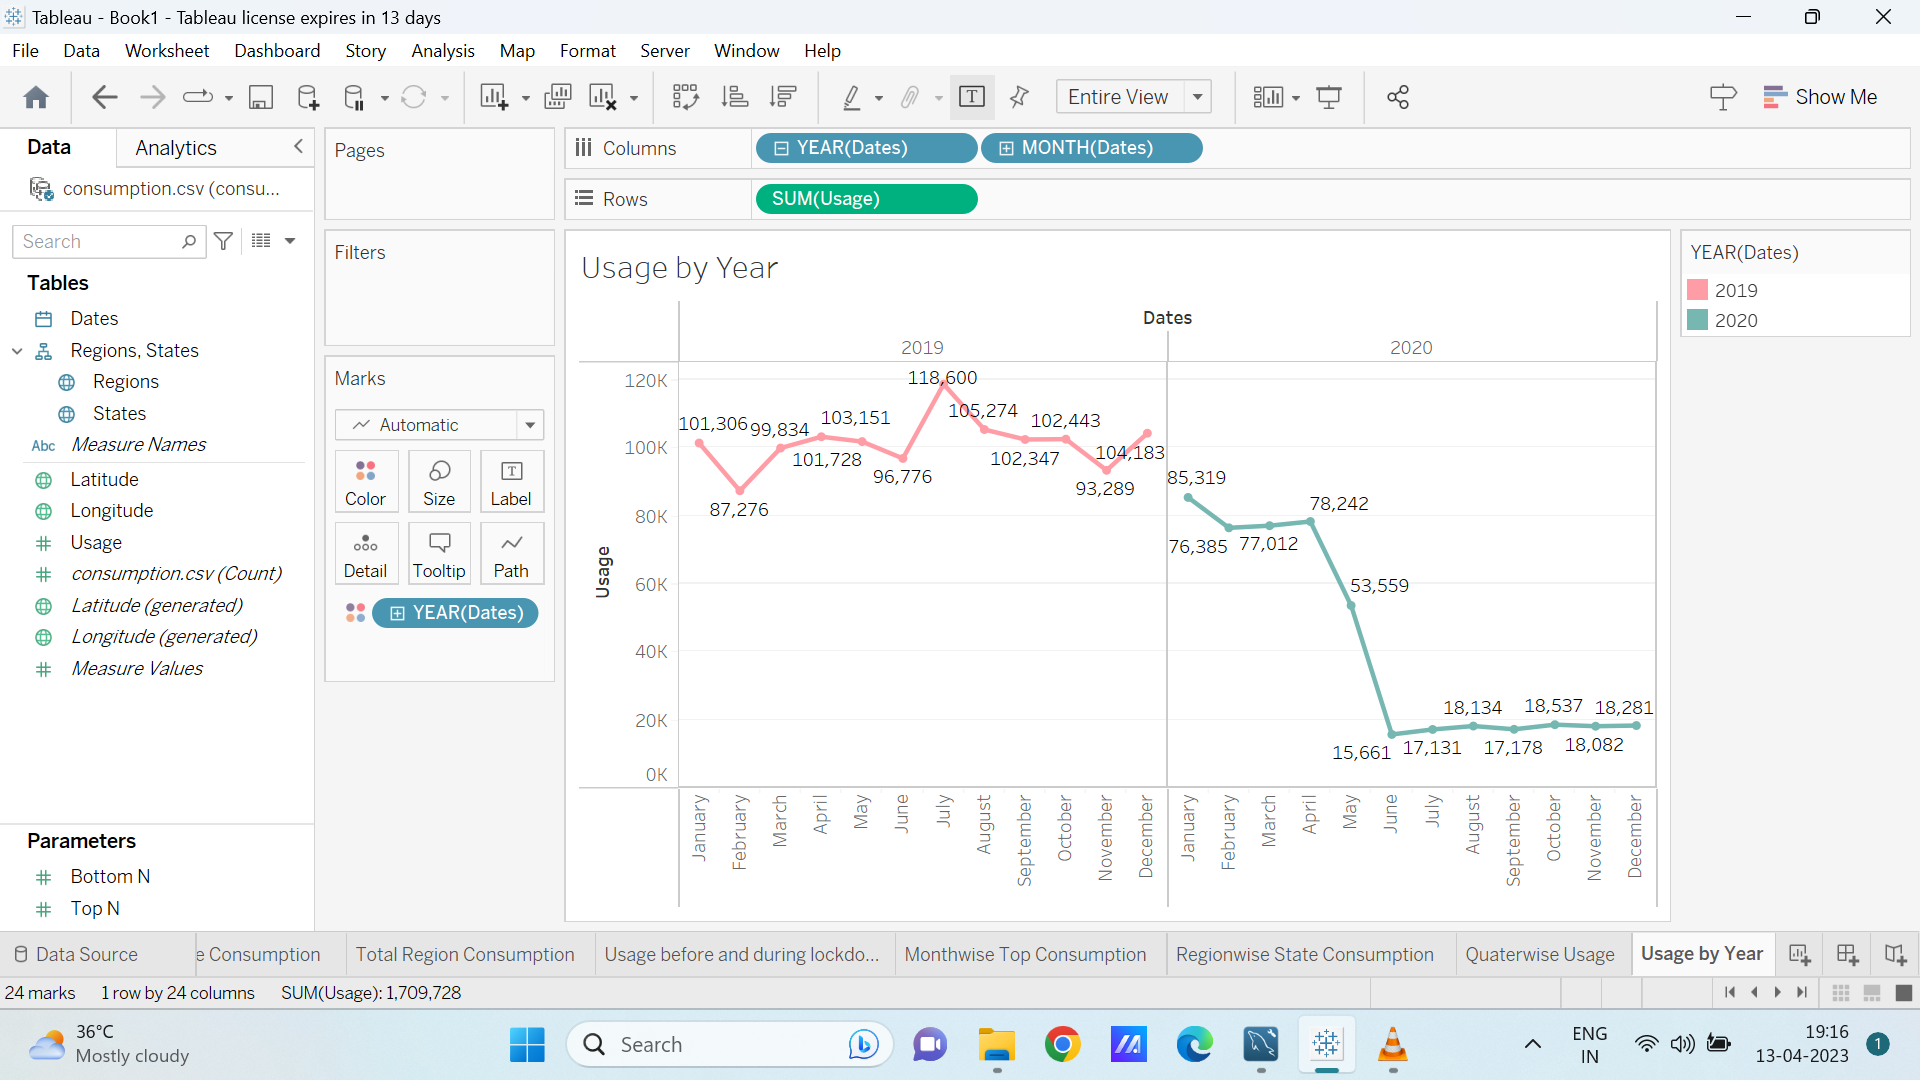 Tableau - Book1 - Tableau license expires in 13 days
File Data Worksheet Dashboard Story Analysis Map Format Server Window Help
T Entire View Show Me
Data Analytics
consumption.csv (consu...
Search
Tables
Dates
Regions, States
Regions
States
Abc Measure Names
Latitude
Longitude
Usage
consumption.csv (Count)
Latitude (generated)
Longitude (generated)
Measure Values
Parameters
Bottom N
Top N
Pages
Filters
Marks
Automatic
Color Size Label
Detail Tooltip Path
YEAR(Dates)
Columns YEAR(Dates) MONTH(Dates)
Rows SUM(Usage)
Usage by Year
Dates
2019 2020
Usage
120K
100K
80K
60K
40K
20K
0K
101,306
87,276
99,834
103,151
101,728
96,776
118,600
105,274
102,347
102,443
93,289
104,183
85,319
76,385
77,012
78,242
53,559
15,661
17,131
18,134
17,178
18,537
18,082
18,281
January February March April May June July August September October November December January February March April May June July August September October November December
YEAR(Dates)
2019
2020
Data Source e Consumption Total Region Consumption Usage before and during lockdo... Monthwise Top Consumption Regionwise State Consumption Quaterwise Usage Usage by Year
24 marks 1 row by 24 columns SUM(Usage): 1,709,728
36°C
Mostly cloudy
Search
ENG
IN
19:16
13-04-2023
1